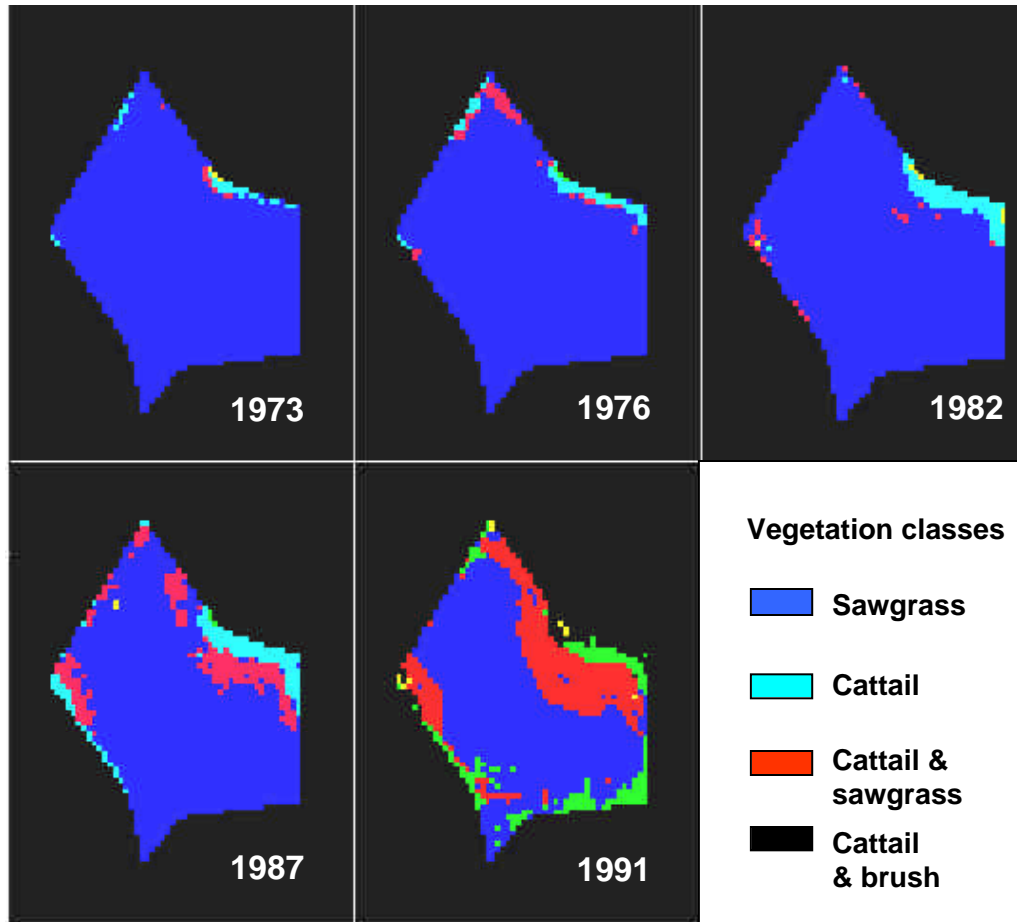 1973
1976
1982
1987
1991
Vegetation classes
Sawgrass
Cattail
Cattail &
sawgrass
Cattail
& brush